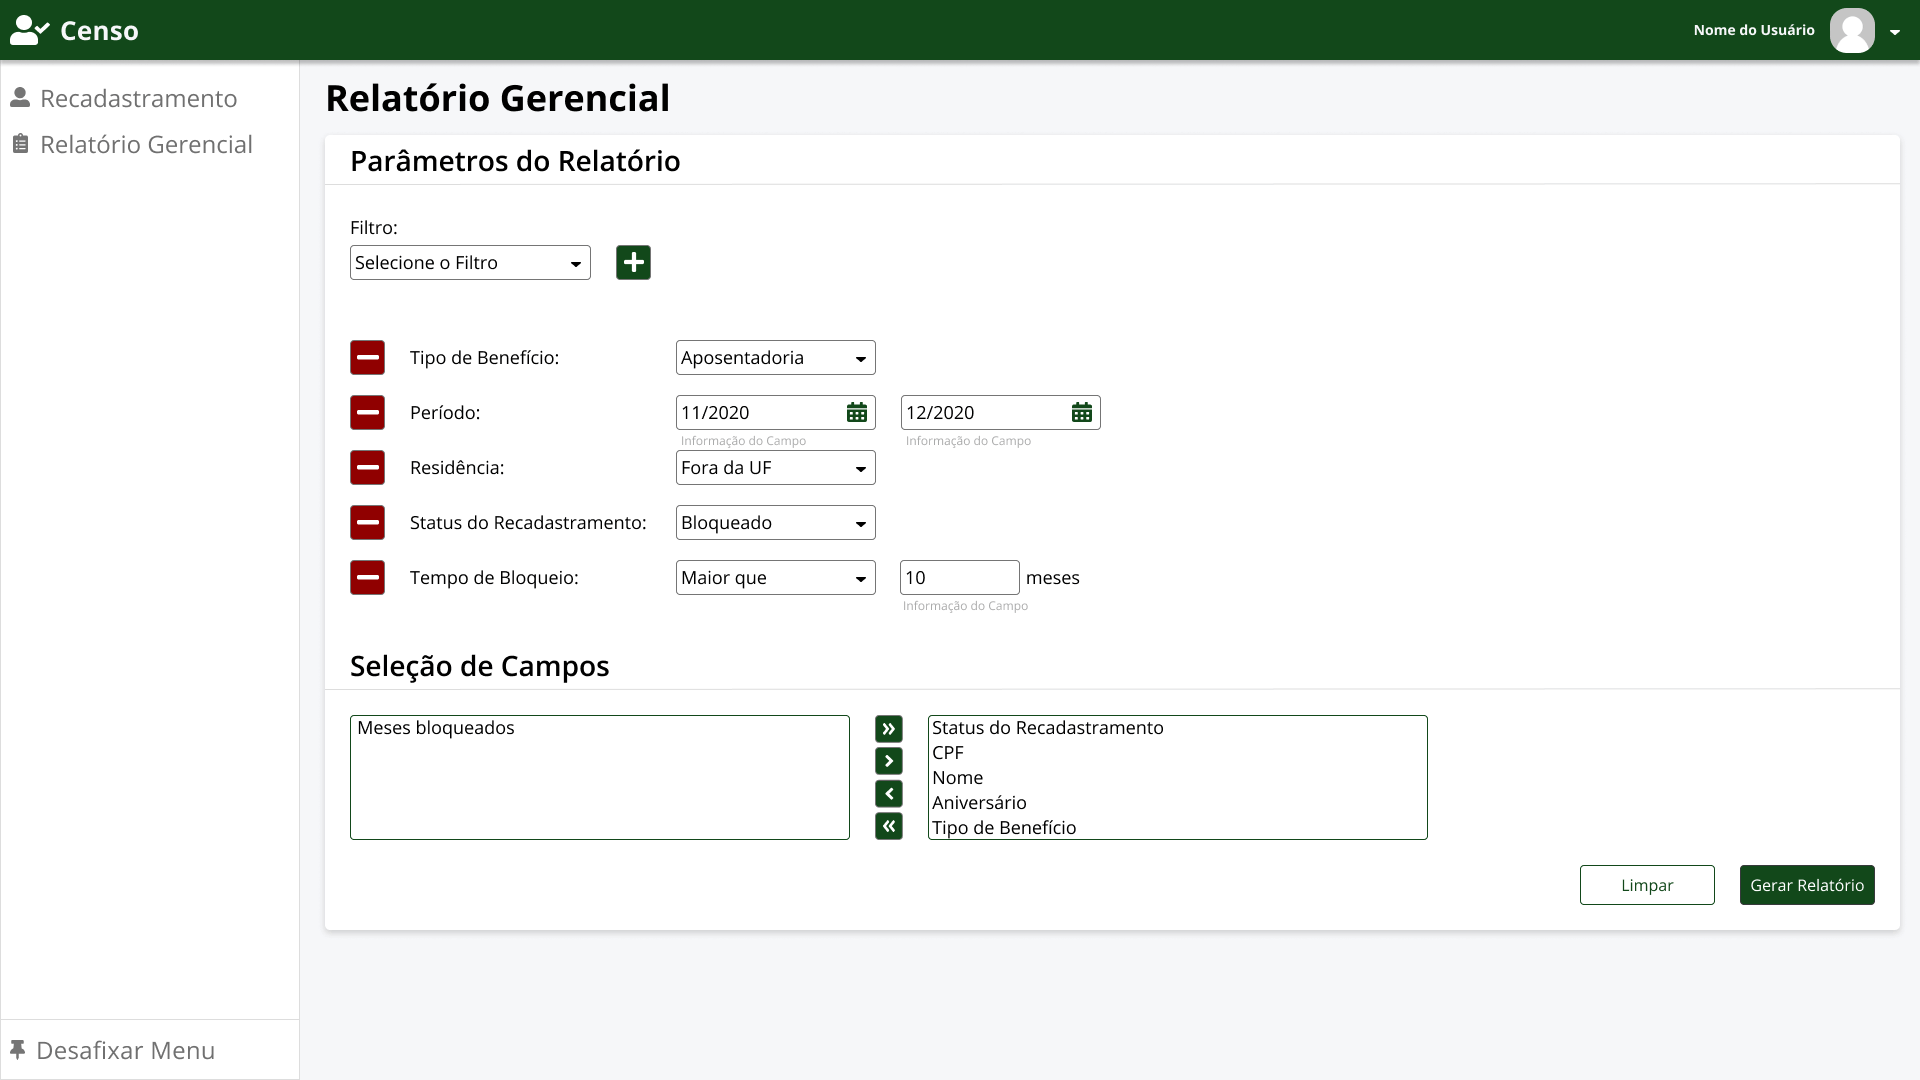 Censo
Nome do Usuário
Recadastramento
Relatório Gerencial
Desafixar Menu
Relatório Gerencial
Parâmetros do Relatório
Filtro:
Selecione o Filtro
Tipo de Benefício: Aposentadoria
Período: 11/2020 12/2020
Informação do Campo Informação do Campo
Residência: Fora da UF
Status do Recadastramento: Bloqueado
Tempo de Bloqueio: Maior que 10 meses
Informação do Campo
Seleção de Campos
Meses bloqueados
Status do Recadastramento
CPF
Nome
Aniversário
Tipo de Benefício
Limpar
Gerar Relatório